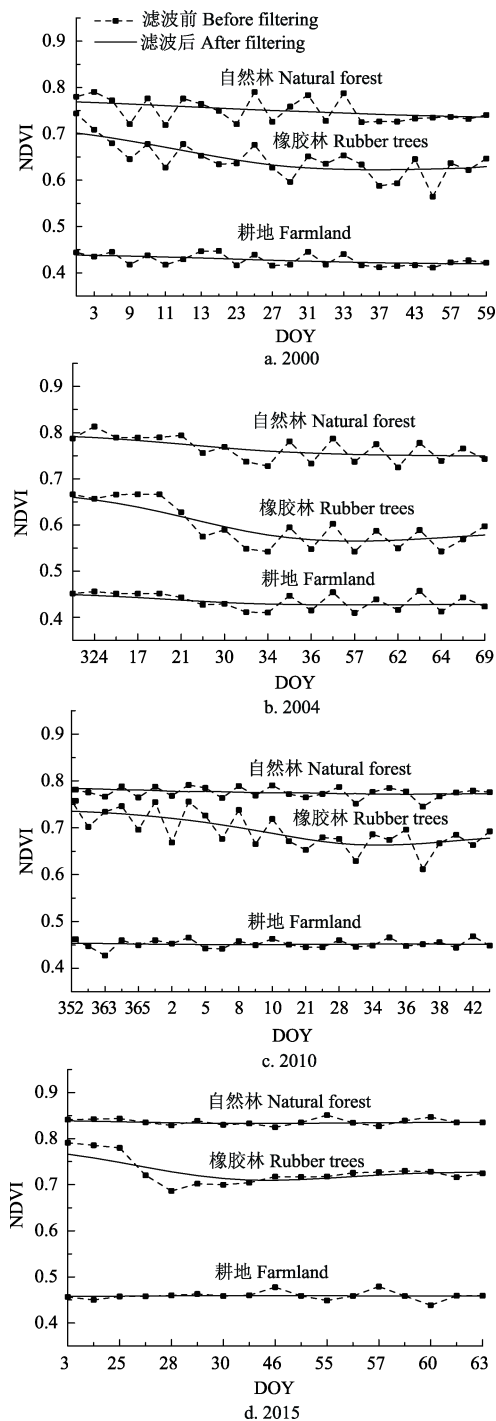 滤波前 Before filtering
滤波后 After filtering
0.9
0.8
0.7
0.6
0.5
0.4
NDVI
自然林 Natural forest
橡胶林 Rubber trees
耕地 Farmland
3 9 11 13 23 27 31 33 37 43 57 59
DOY
a. 2000
0.9
0.8
0.7
0.6
0.5
0.4
NDVI
自然林 Natural forest
橡胶林 Rubber trees
耕地 Farmland
324 17 21 30 34 36 57 62 64 69
DOY
b. 2004
0.9
0.8
0.7
0.6
0.5
0.4
NDVI
自然林 Natural forest
橡胶林 Rubber trees
耕地 Farmland
352 363 365 2 5 8 10 21 28 34 36 38 42
DOY
c. 2010
0.9
0.8
0.7
0.6
0.5
0.4
NDVI
自然林 Natural forest
橡胶林 Rubber trees
耕地 Farmland
3 25 28 30 46 55 57 60 63
DOY
d. 2015